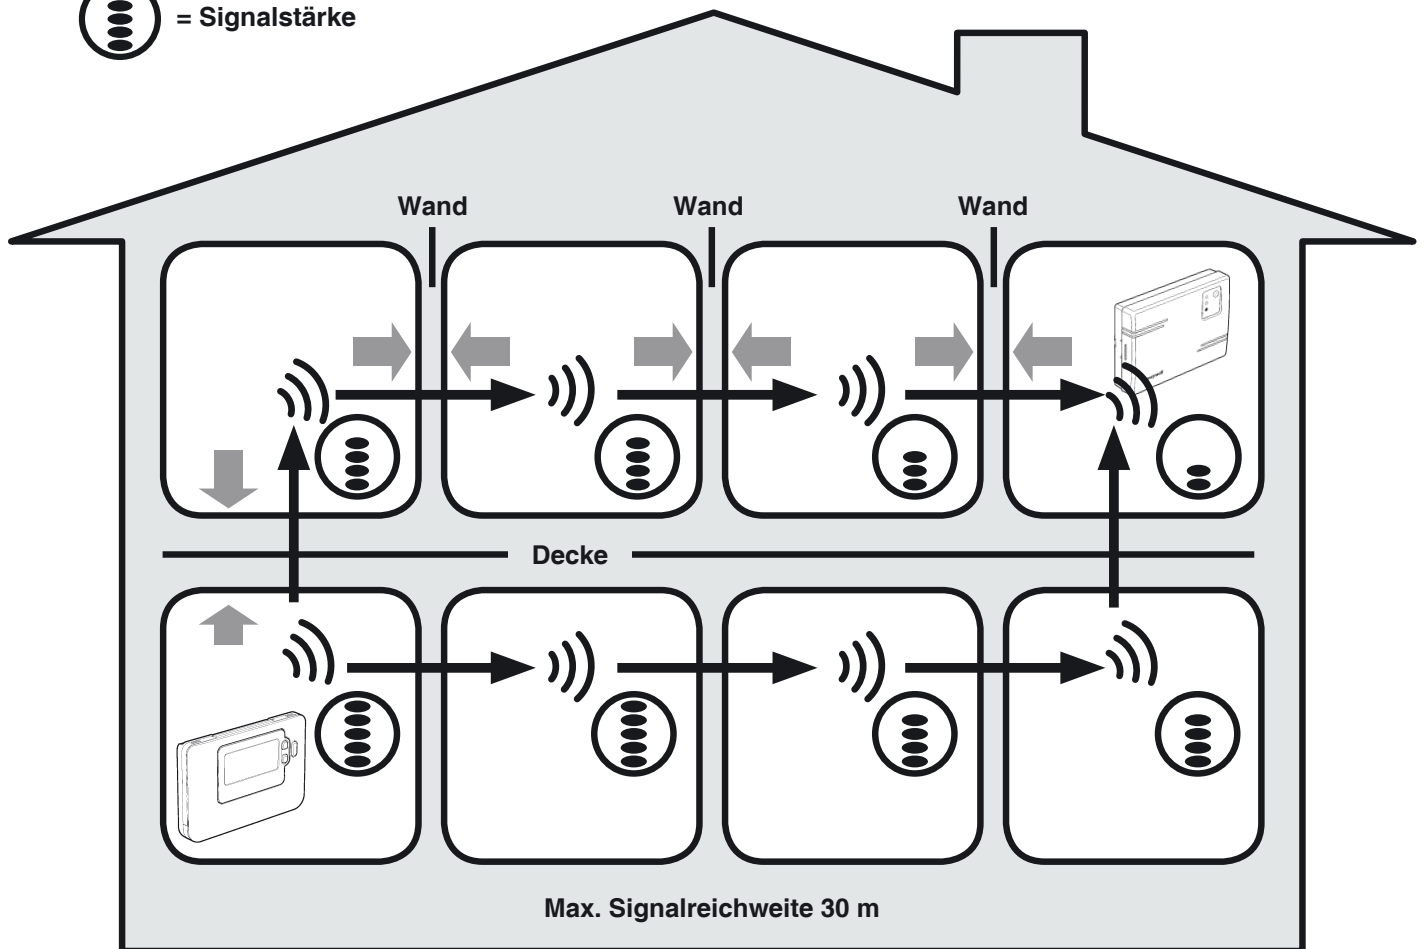 = Signalstärke
Wand
Wand
Wand
Decke
Max. Signalreichweite 30 m